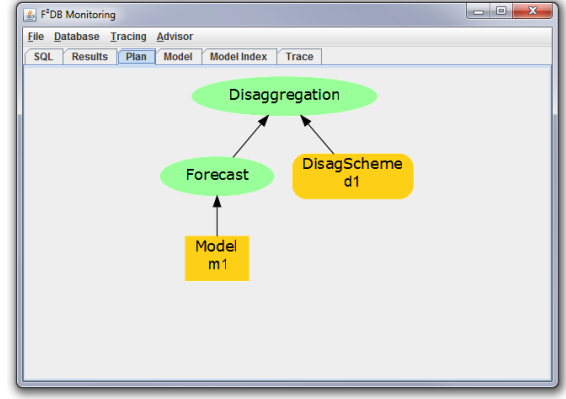 F²DB Monitoring
File Database Tracing Advisor
SQL Results Plan Model Model Index Trace
Disaggregation
Forecast
DisagScheme
d1
Model
m1